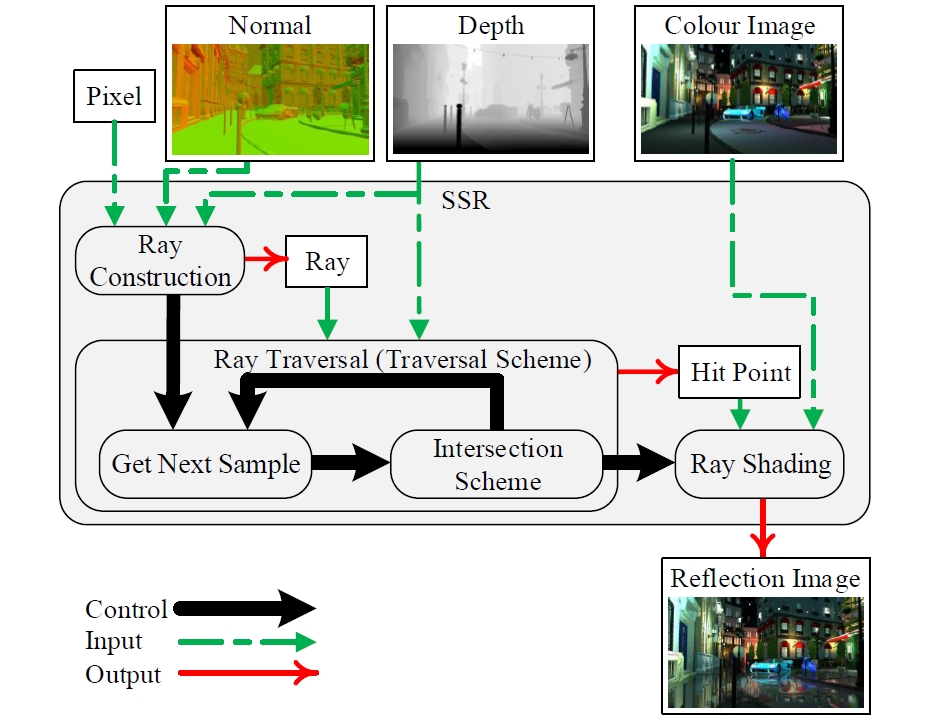 Normal
Depth
Colour Image
Pixel
SSR
Ray
Construction
Ray
Ray Traversal (Traversal Scheme)
Hit Point
Get Next Sample
Intersection
Scheme
Ray Shading
Reflection Image
Control
Input
Output